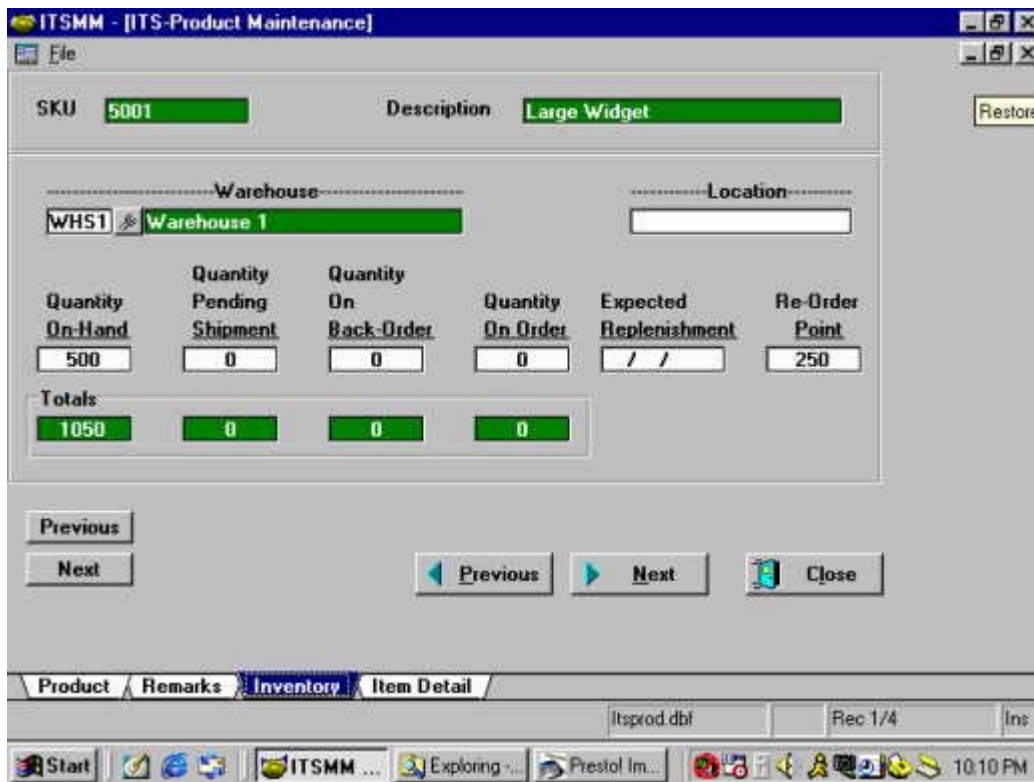 ITSMM - [ITS-Product Maintenance]
File
SKU 5001 Description Large Widget
Restore
Warehouse Location
WHS1 Warehouse 1
Quantity On-Hand
Quantity Pending Shipment
Quantity On Back-Order
Quantity On Order
Expected Replenishment
Re-Order Point
500 0 0 0 / / 250
Totals
1050 0 0 0
Previous
Next
Previous Next Close
Product Remarks Inventory Item Detail
Itsprod.dbf Rec 1/4 Ins
Start ITSMM ... Exploring -... Prestol Im... 10:10 PM